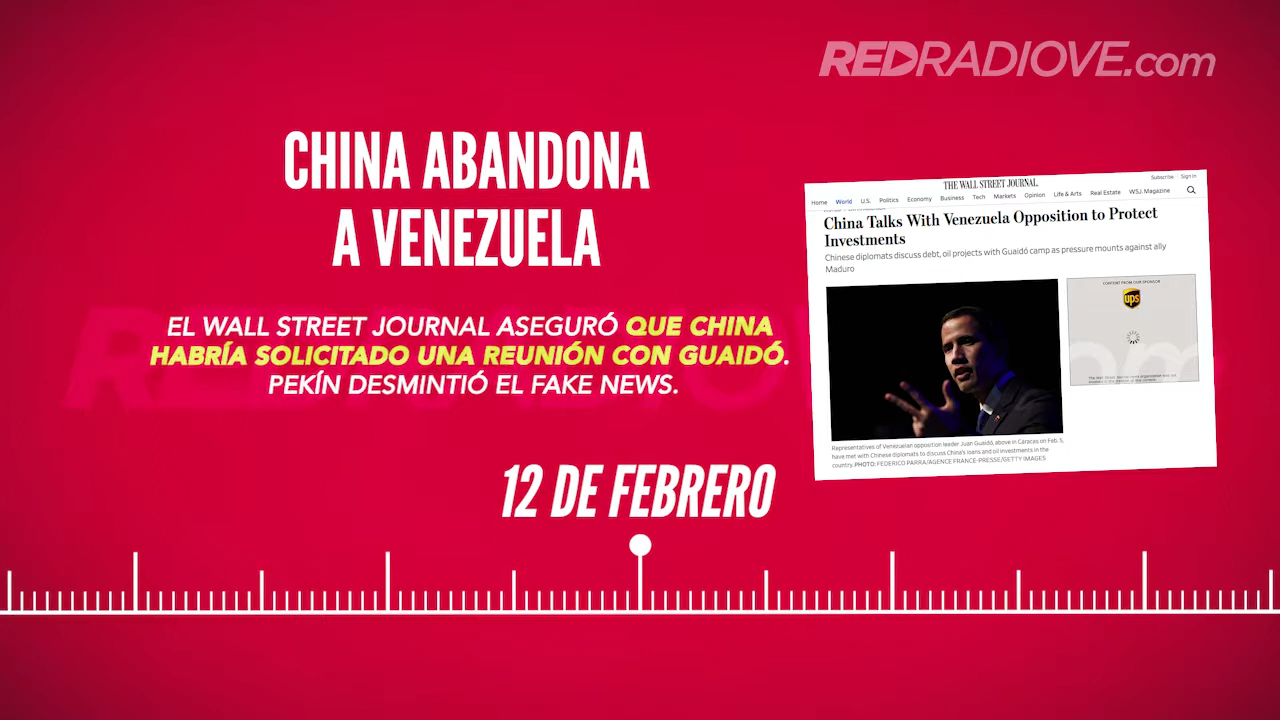 REDRADIOVE.com
CHINA ABANDONA
A VENEZUELA
EL WALL STREET JOURNAL ASEGURÓ QUE CHINA
HABRÍA SOLICITADO UNA REUNIÓN CON GUAIDÓ.
PEKÍN DESMINTIÓ EL FAKE NEWS.
12 DE FEBRERO
Subscribe Sign In
THE WALL STREET JOURNAL.
Home World U.S. Politics Economy Business Tech Markets Opinion Life & Arts Real Estate WSJ. Magazine
China Talks With Venezuela Opposition to Protect
Investments
Chinese diplomats discuss debt, oil projects with Guaidó camp as pressure mounts against ally
Maduro
CONTENT FROM OUR SPONSOR
ups
Representatives of Venezuelan opposition leader Juan Guaidó, above in Caracas on Feb. 5,
have met with Chinese diplomats to discuss China's loans and oil investments in the
country. PHOTO: FEDERICO PARRA/AGENCE FRANCE-PRESSE/GETTY IMAGES